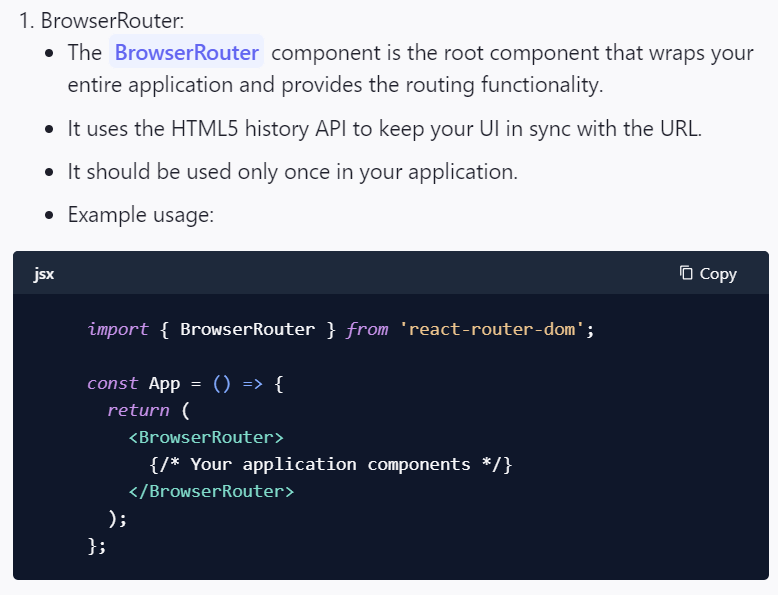 1. BrowserRouter:
• The BrowserRouter component is the root component that wraps your
entire application and provides the routing functionality.
• It uses the HTML5 history API to keep your UI in sync with the URL.
• It should be used only once in your application.
• Example usage:
jsx Copy
import { BrowserRouter } from 'react-router-dom';
const App = () => {
return (
<BrowserRouter>
{/* Your application components */}
</BrowserRouter>
);
};